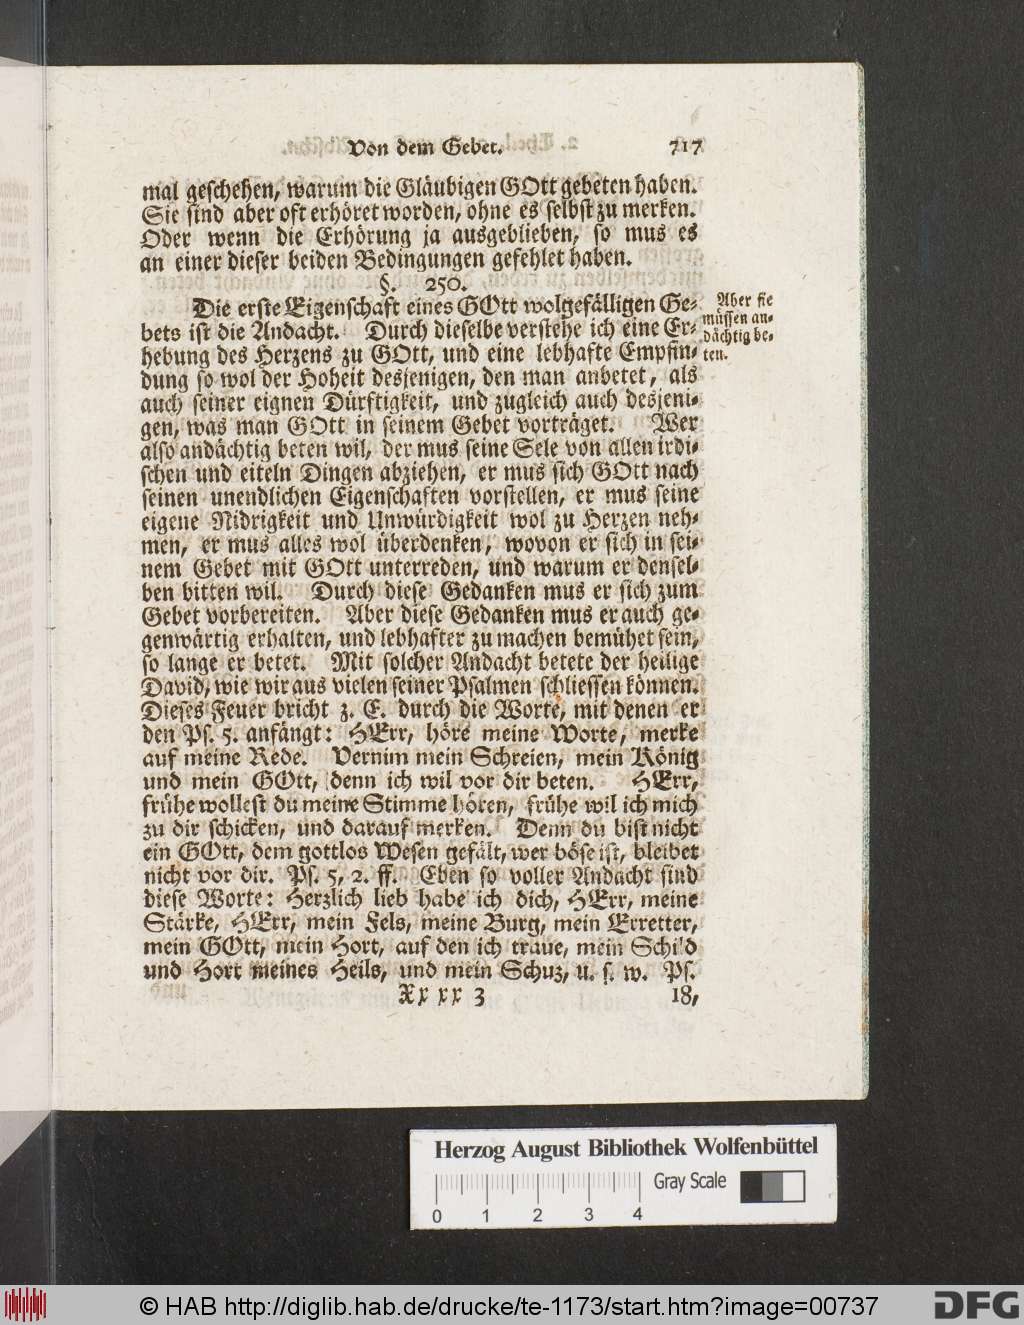 Von dem Gebet. 717
mal geschehen, warum die Gläubigen GOtt gebeten haben.
Sie sind aber oft erhöret worden, ohne es selbst zu merken.
Oder wenn die Erhörung ja ausgeblieben, so mus es
an einer dieser beiden Bedingungen gefehlet haben.
§. 250.
Die erste Eigenschaft eines GOtt wolgefälligen Ge-
bets ist die Andacht. Durch dieselbe verstehe ich eine Er-
hebung des Herzens zu GOtt, und eine lebhafte Empfin-
dung so wol der Hoheit desjenigen, den man anbetet, als
auch seiner eignen Dürftigkeit, und zugleich auch desjeni-
gen, was man GOtt in seinem Gebet vorträget. Wer
also andächtig beten wil, der mus seine Sele von allen irdi-
schen und eiteln Dingen abziehen, er mus sich GOtt nach
seinen unendlichen Eigenschaften vorstellen, er mus seine
eigene Nidrigkeit und Unwürdigkeit wol zu Herzen neh-
men, er mus alles wol überdenken, wovon er sich in sei-
nem Gebet mit GOtt unterreden, und warum er densel-
ben bitten wil. Durch diese Gedanken mus er sich zum
Gebet vorbereiten. Aber diese Gedanken mus er auch ge-
genwärtig erhalten, und lebhafter zu machen bemühet sein,
so lange er betet. Mit solcher Andacht betete der heilige
David, wie wir aus vielen seiner Psalmen schliessen können.
Dieses Feuer bricht z. E. durch die Worte, mit denen er
den Ps. 5. anfängt: HErr, höre meine Worte, merke
auf meine Rede. Vernim mein Schreien, mein König
und mein GOtt, denn ich wil vor dir beten. HErr,
frühe wollest du meine Stimme hören, frühe wil ich mich
zu dir schicken, und darauf merken. Denn du bist nicht
ein GOtt, dem gottlos Wesen gefält, wer böse ist, bleibet
nicht vor dir. Ps. 5, 2. ff. Eben so voller Andacht sind
diese Worte: Herzlich lieb habe ich dich, HErr, meine
Stärke, HErr, mein Fels, meine Burg, mein Erretter,
mein GOtt, mein Hort, auf den ich traue, mein Schild
und Hort meines Heils, und mein Schuz, u. s. w. Ps.
Xx xx 3 18,
Aber sie
müssen an-
dächtig be-
ten.
Herzog August Bibliothek Wolfenbüttel
Gray Scale
0 1 2 3 4
© HAB http://diglib.hab.de/drucke/te-1173/start.htm?image=00737
DFG